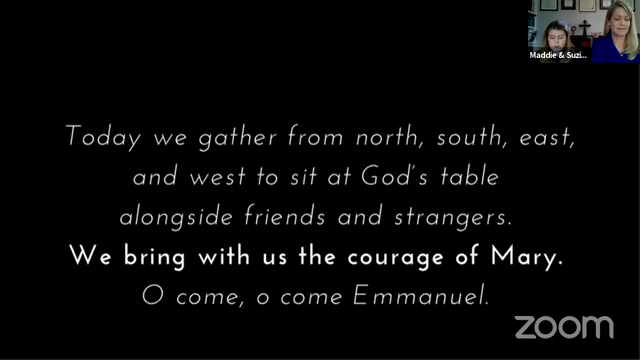 Maddie & Suzi...
Today we gather from north, south, east,
and west to sit at God's table
alongside friends and strangers.
We bring with us the courage of Mary.
O come, o come Emmanuel.
zoom